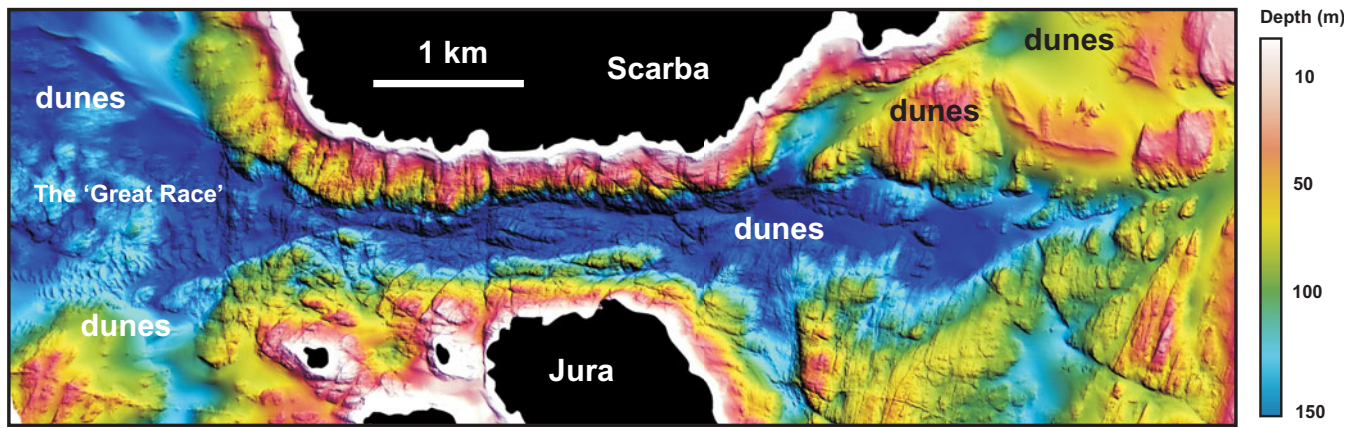 Depth (m)
1 km
Scarba
dunes
dunes
dunes
10
The ‘Great Race’
50
dunes
100
dunes
Jura
150